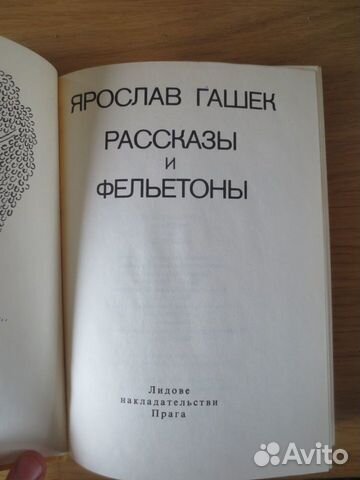 ЯРОСЛАВ ГАШЕК
РАССКАЗЫ
И
ФЕЛЬЕТОНЫ
Лидове
накладательстви
Прага
Avito